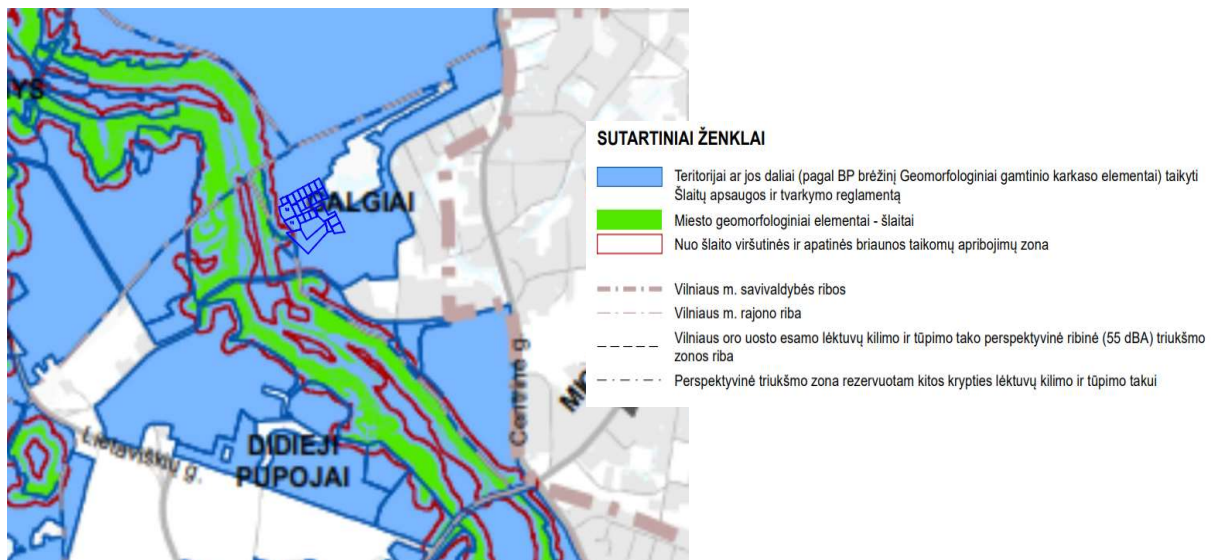 YS
GALGIAI
DIDIEJI
PUPOJAI
Lietaviškių g.
Centrinė g.
SUTARTINIAI ŽENKLAI
Teritorijai ar jos daliai (pagal BP brėžinį Geomorfologiniai gamtinio karkaso elementai) taikyti
Šlaitų apsaugos ir tvarkymo reglamentą
Miesto geomorfologiniai elementai - šlaitai
Nuo šlaito viršutinės ir apatinės briaunos taikomų apribojimų zona
Vilniaus m. savivaldybės ribos
Vilniaus m. rajono riba
Vilniaus oro uosto esamo lėktuvų kilimo ir tūpimo tako perspektyvinė ribinė (55 dBA) triukšmo
zonos riba
Perspektyvinė triukšmo zona rezervuotam kitos krypties lėktuvų kilimo ir tūpimo takui